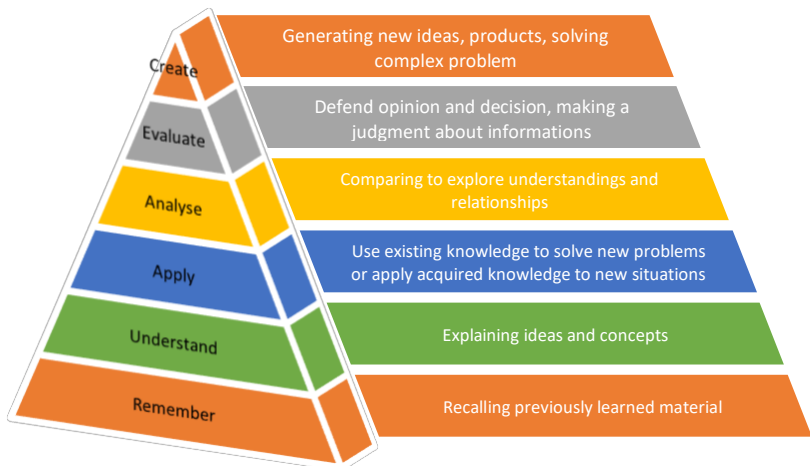 Create
Generating new ideas, products, solving
complex problem
Evaluate
Defend opinion and decision, making a
judgment about informations
Analyse
Comparing to explore understandings and
relationships
Apply
Use existing knowledge to solve new problems
or apply acquired knowledge to new situations
Understand
Explaining ideas and concepts
Remember
Recalling previously learned material